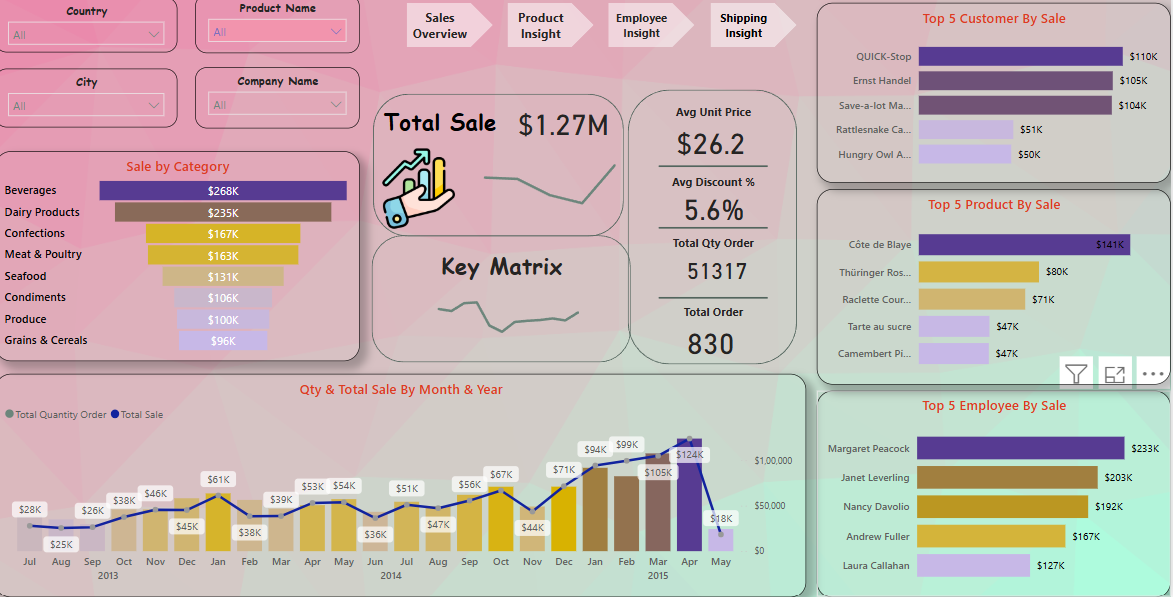 Country
All
Product Name
All
City
All
Company Name
All
Sales
Overview
Product
Insight
Employee
Insight
Shipping
Insight
Sale by Category
Beverages $268K
Dairy Products $235K
Confections $167K
Meat & Poultry $163K
Seafood $131K
Condiments $106K
Produce $100K
Grains & Cereals $96K
Total Sale $1.27M
Key Matrix
Avg Unit Price
$26.2
Avg Discount %
5.6%
Total Qty Order
51317
Total Order
830
Top 5 Customer By Sale
QUICK-Stop $110K
Ernst Handel $105K
Save-a-lot Ma... $104K
Rattlesnake Ca... $51K
Hungry Owl A... $50K
Top 5 Product By Sale
Côte de Blaye $141K
Thüringer Ros... $80K
Raclette Cour... $71K
Tarte au sucre $47K
Camembert Pi... $47K
Qty & Total Sale By Month & Year
Total Quantity Order Total Sale
$28K $25K $26K $38K $46K $45K $61K $38K $39K $53K $54K $36K $51K $47K $56K $67K $44K $71K $94K $99K $105K $124K $18K
$1,00,000
$50,000
$0
Jul Aug Sep Oct Nov Dec Jan Feb Mar Apr May Jun Jul Aug Sep Oct Nov Dec Jan Feb Mar Apr May
2013 2014 2015
Top 5 Employee By Sale
Margaret Peacock $233K
Janet Leverling $203K
Nancy Davolio $192K
Andrew Fuller $167K
Laura Callahan $127K